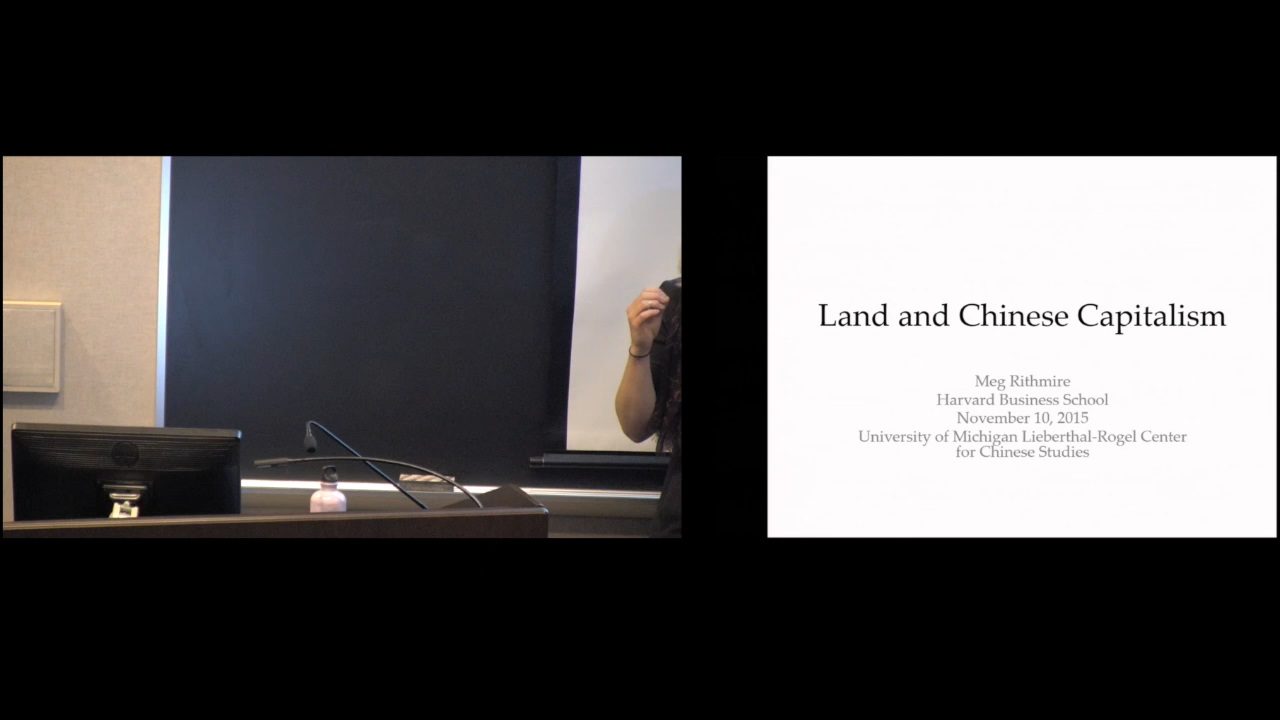 Land and Chinese Capitalism
Meg Rithmire
Harvard Business School
November 10, 2015
University of Michigan Lieberthal-Rogel Center
for Chinese Studies